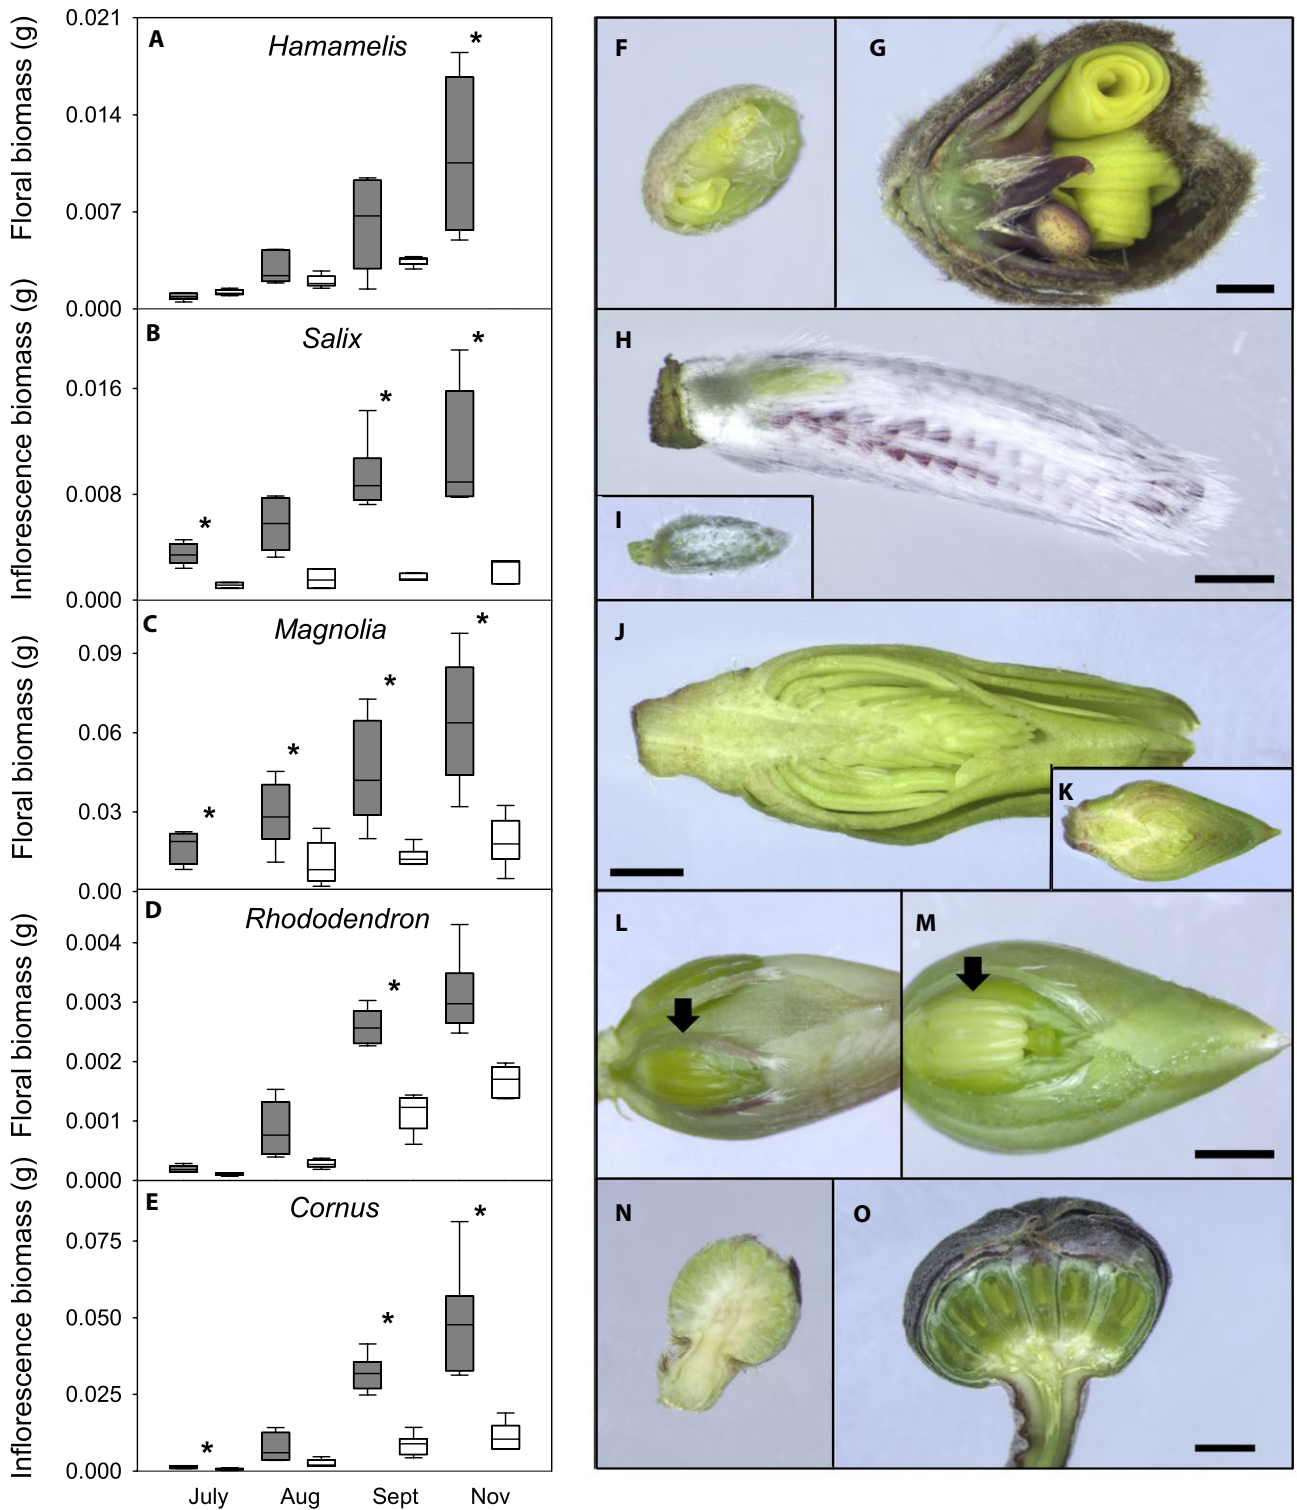 A
Hamamelis
*
Floral biomass (g)
0.021
0.014
0.007
0.000
B
Salix
*
*
*
Inflorescence biomass (g)
0.016
0.008
0.000
C
Magnolia
*
*
*
*
Floral biomass (g)
0.09
0.06
0.03
0.00
D
Rhododendron
*
Floral biomass (g)
0.004
0.003
0.002
0.001
0.000
E
Cornus
*
*
*
Inflorescence biomass (g)
0.075
0.050
0.025
0.000
July Aug Sept Nov
F
G
H
I
J
K
L
M
N
O